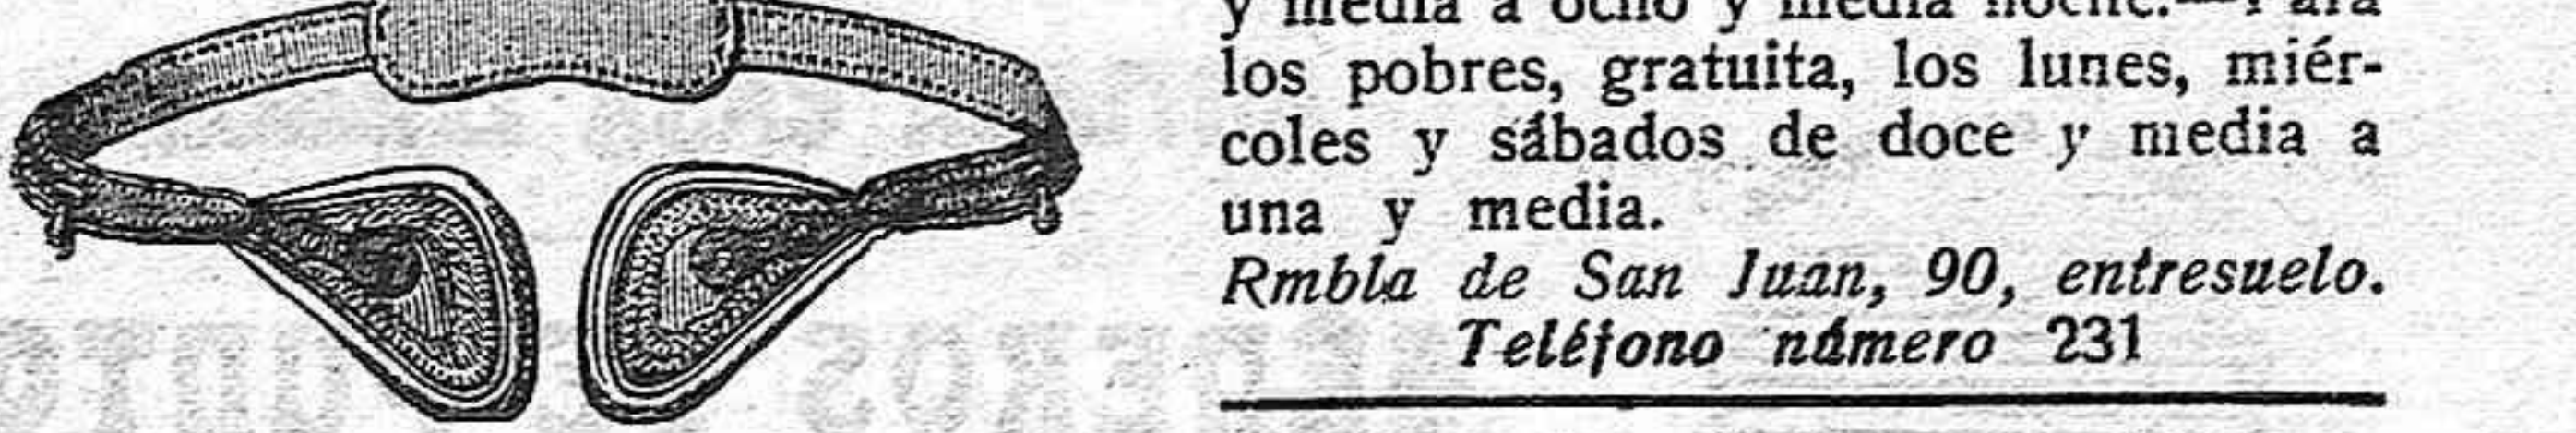 y media a ocho y media noche.—Para
los pobres, gratuita, los lunes, miér-
coles y sábados de doce y media a
una y media.
Rmbla de San Juan, 90, entresuelo.
Teléfono número 231